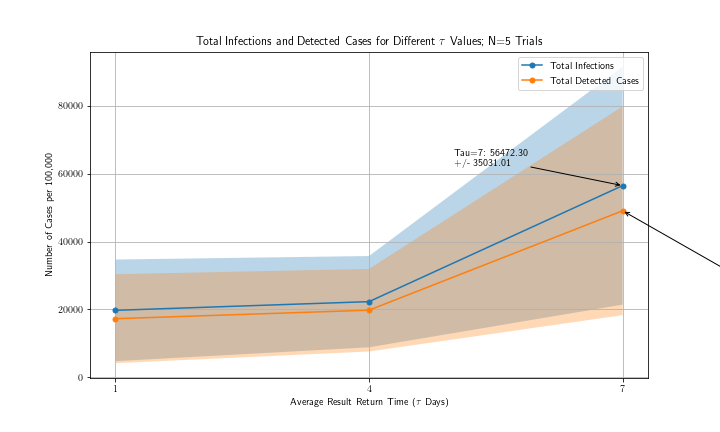 Total Infections and Detected Cases for Different τ Values; N=5 Trials
Total Infections
Total Detected Cases
Tau=7: 56472.30
+/- 35031.01
Number of Cases per 100,000
80000
60000
40000
20000
0
1
4
7
Average Result Return Time (τ Days)